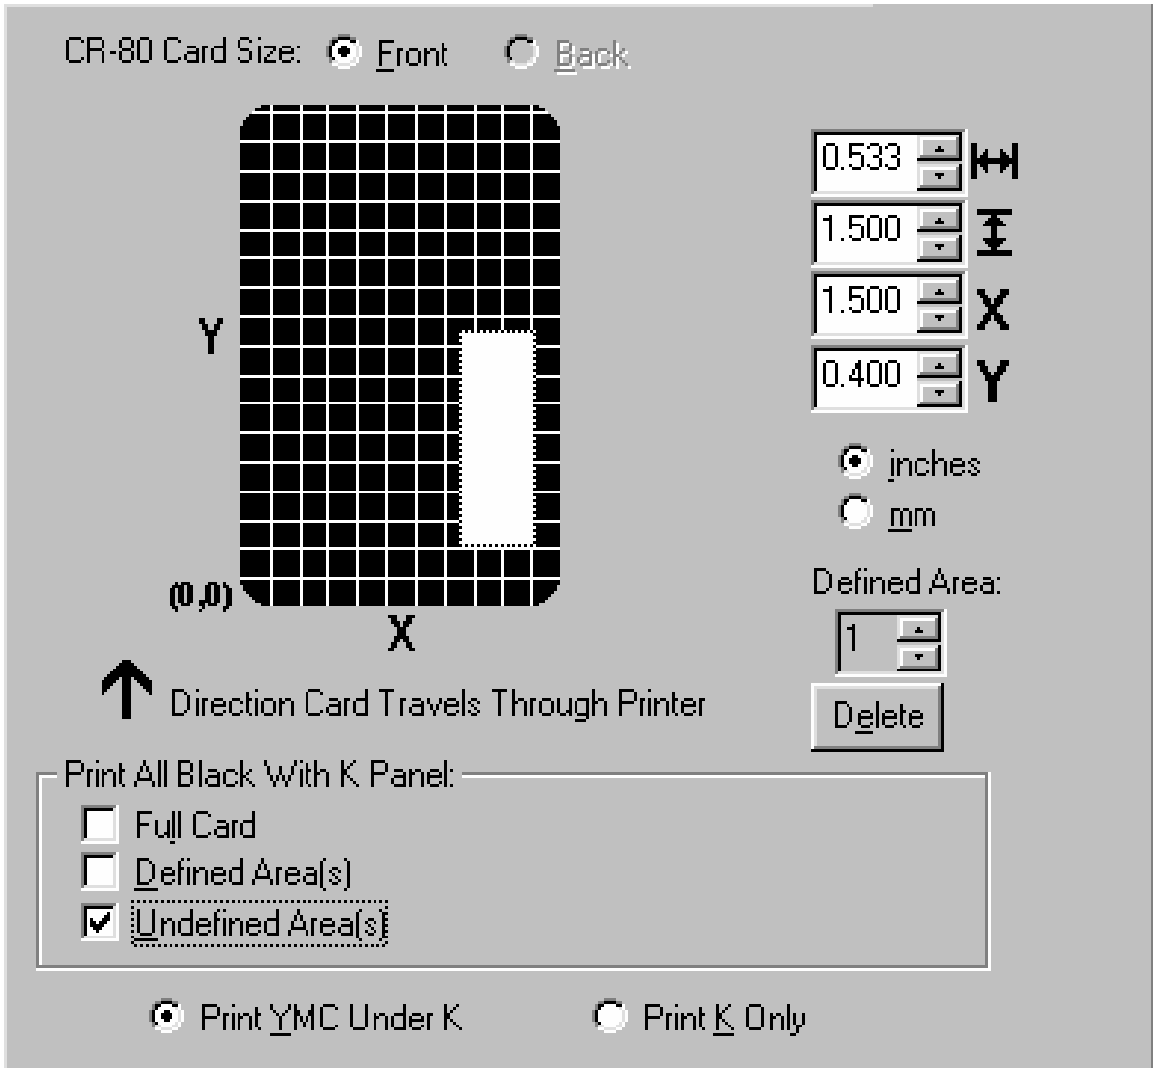 CR-80 Card Size: Front Back
0.533
1.500
1.500 X
Y
0.400 Y
inches
mm
(0,0)
Defined Area:
X
1
Direction Card Travels Through Printer
Delete
Print All Black With K Panel:
Full Card
Defined Area(s)
Undefined Area(s)
Print YMC Under K Print K Only